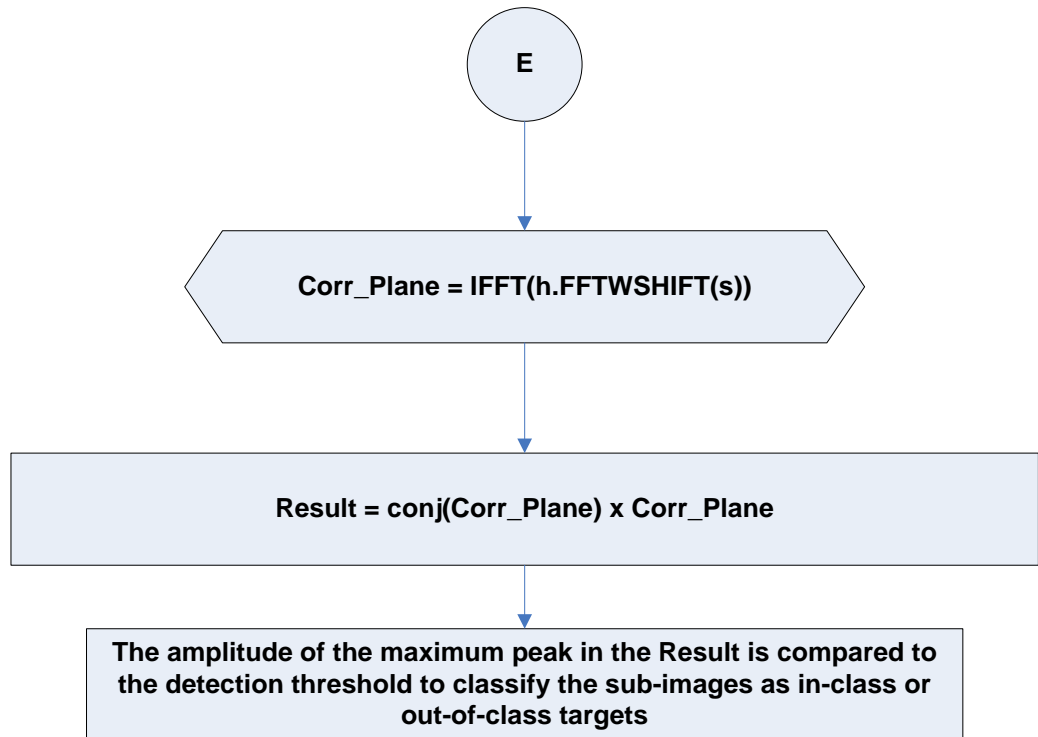 E
Corr_Plane = IFFT(h.FFTWSHIFT(s))
Result = conj(Corr_Plane) x Corr_Plane
The amplitude of the maximum peak in the Result is compared to
the detection threshold to classify the sub-images as in-class or
out-of-class targets